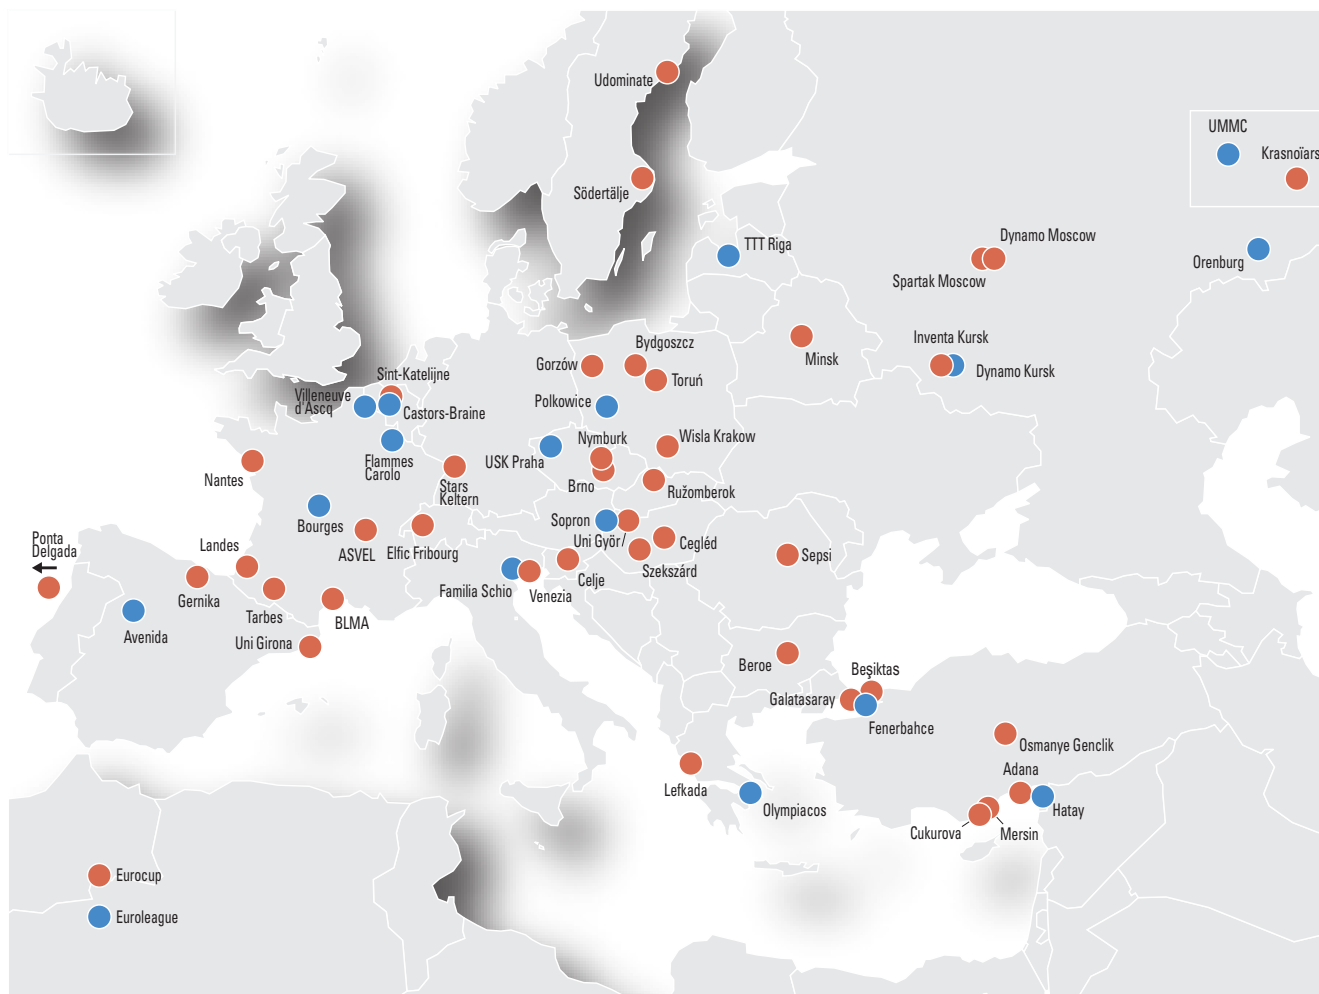 Udominate
UMMC
Krasnoïars
Södertälje
Dynamo Moscow
TTT Riga
Orenburg
Spartak Moscow
Inventa Kursk
Bydgoszcz
Minsk
Gorzów
Dynamo Kursk
Sint-Katelijne
Toruń
Villeneuve
d'Ascq
Castors-Braine
Polkowice
Nymburk
Wisla Krakow
Flammes
Carolo
USK Praha
Nantes
Stars
Keltern
Brno
Ružomberok
Bourges
Sopron
Ponta
Delgada
Landes
ASVEL
Elfic Fribourg
Uni Györ/
Cegléd
Sepsi
Szekszárd
Gernika
Familia Schio
Venezia
Celje
Tarbes
BLMA
Avenida
Uni Girona
Beroe
Beşiktas
Galatasaray
Fenerbahce
Osmanye Genclik
Adana
Lefkada
Olympiacos
Hatay
Cukurova
Mersin
Eurocup
Euroleague